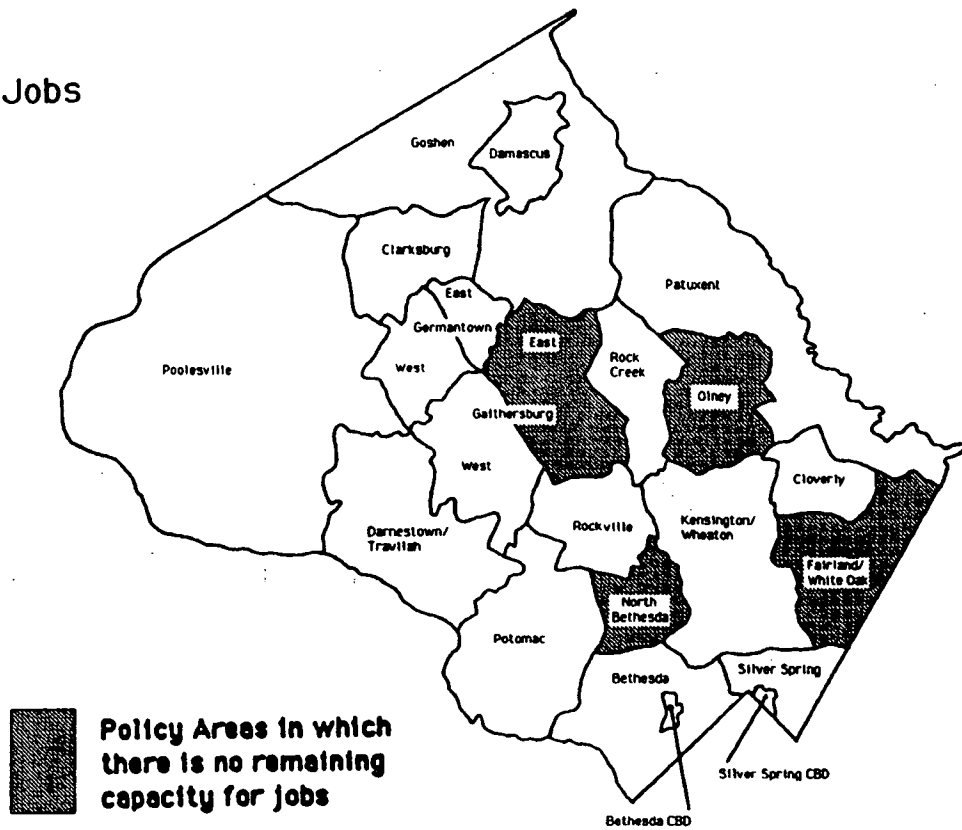 Jobs
Goshen
Damascus
Clarksburg
East
Germantown
West
Patuxent
Poolesville
East
Rock
Creek
Olney
Gaithersburg
West
Cloverly
Darnestown/
Travilah
Rockville
Kensington/
Wheaton
Fairland/
White Oak
North
Bethesda
Potomac
Bethesda
Silver Spring
Policy Areas in which
there is no remaining
capacity for jobs
Silver Spring CBD
Bethesda CBD